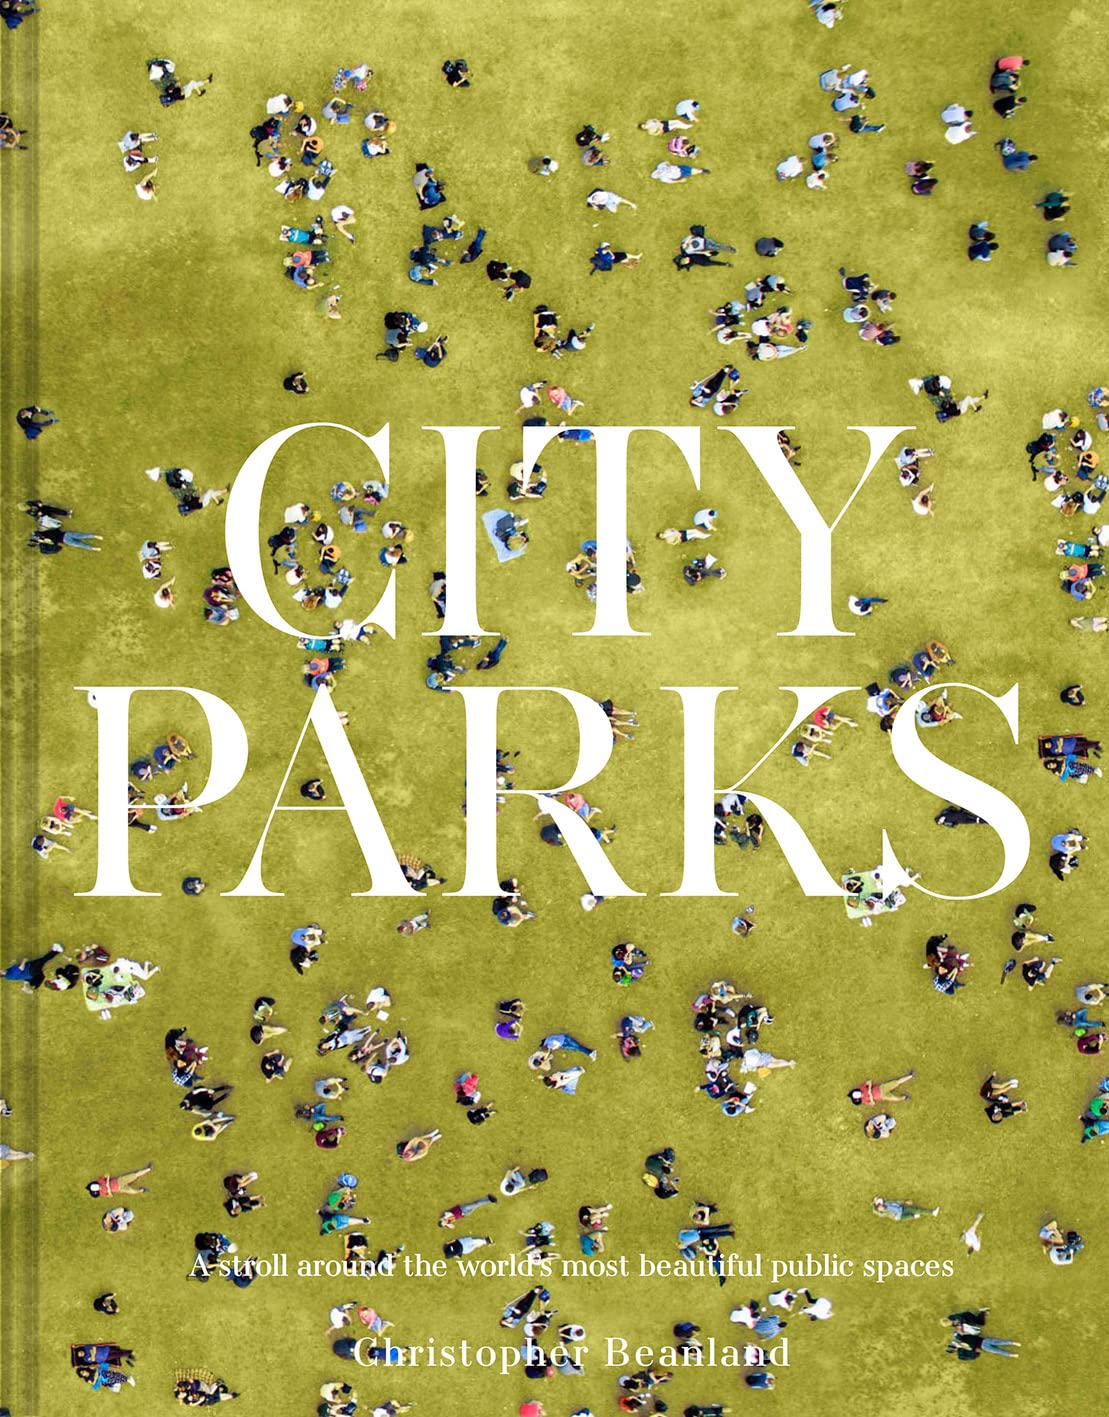 CITY
PARKS
A stroll around the world's most beautiful public spaces
Christopher Beanland